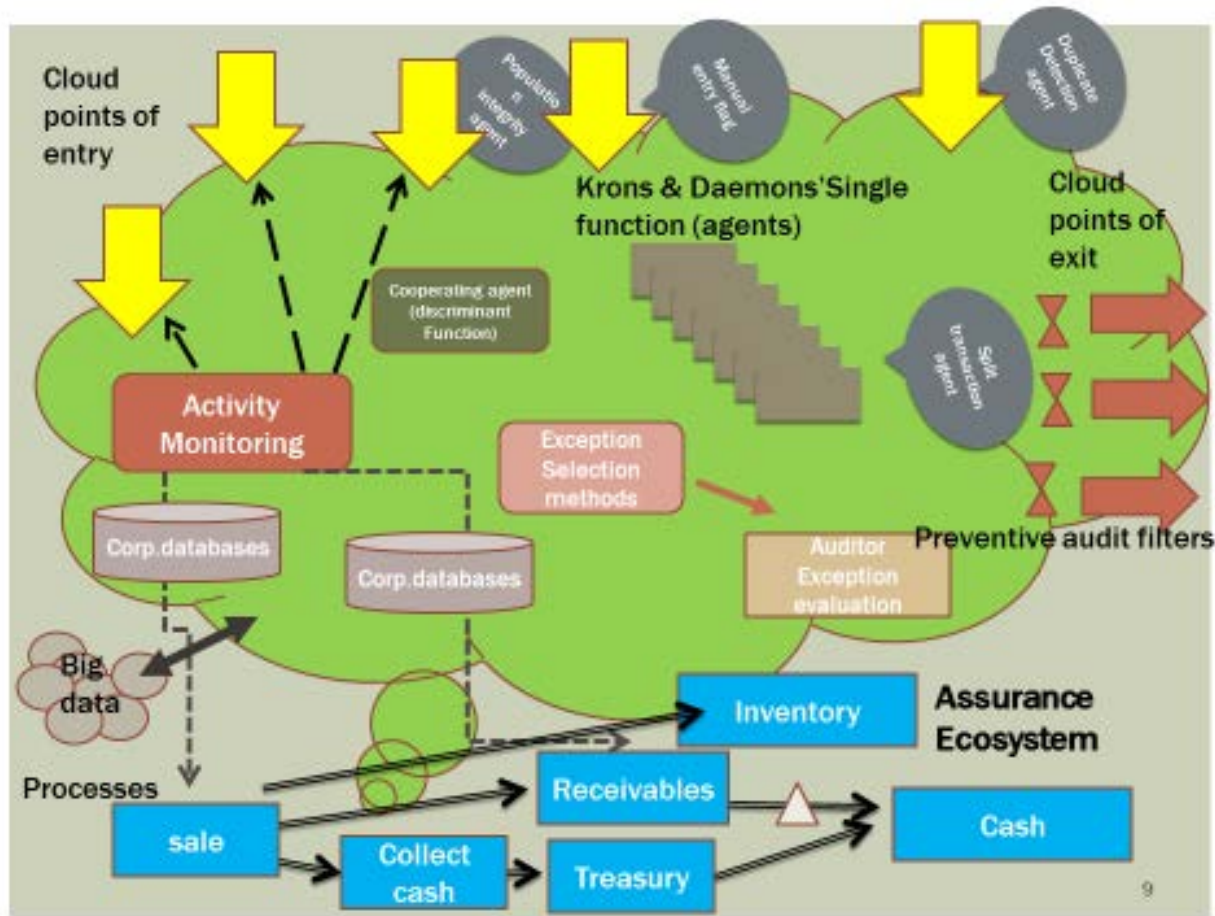 Cloud
points of
entry
Populatio
n
integrity
agent
Manual
entry flag
Duplicate
Detection
agent
Krons & Daemons'Single
function (agents)
Cloud
points of
exit
Cooperating agent
(discriminant
Function)
Split
transaction
agent
Activity
Monitoring
Exception
Selection
methods
Preventive audit filters
Corp.databases
Corp.databases
Auditor
Exception
evaluation
Big
data
Inventory
Assurance
Ecosystem
Processes
Receivables
sale
Collect
cash
Treasury
Cash
9